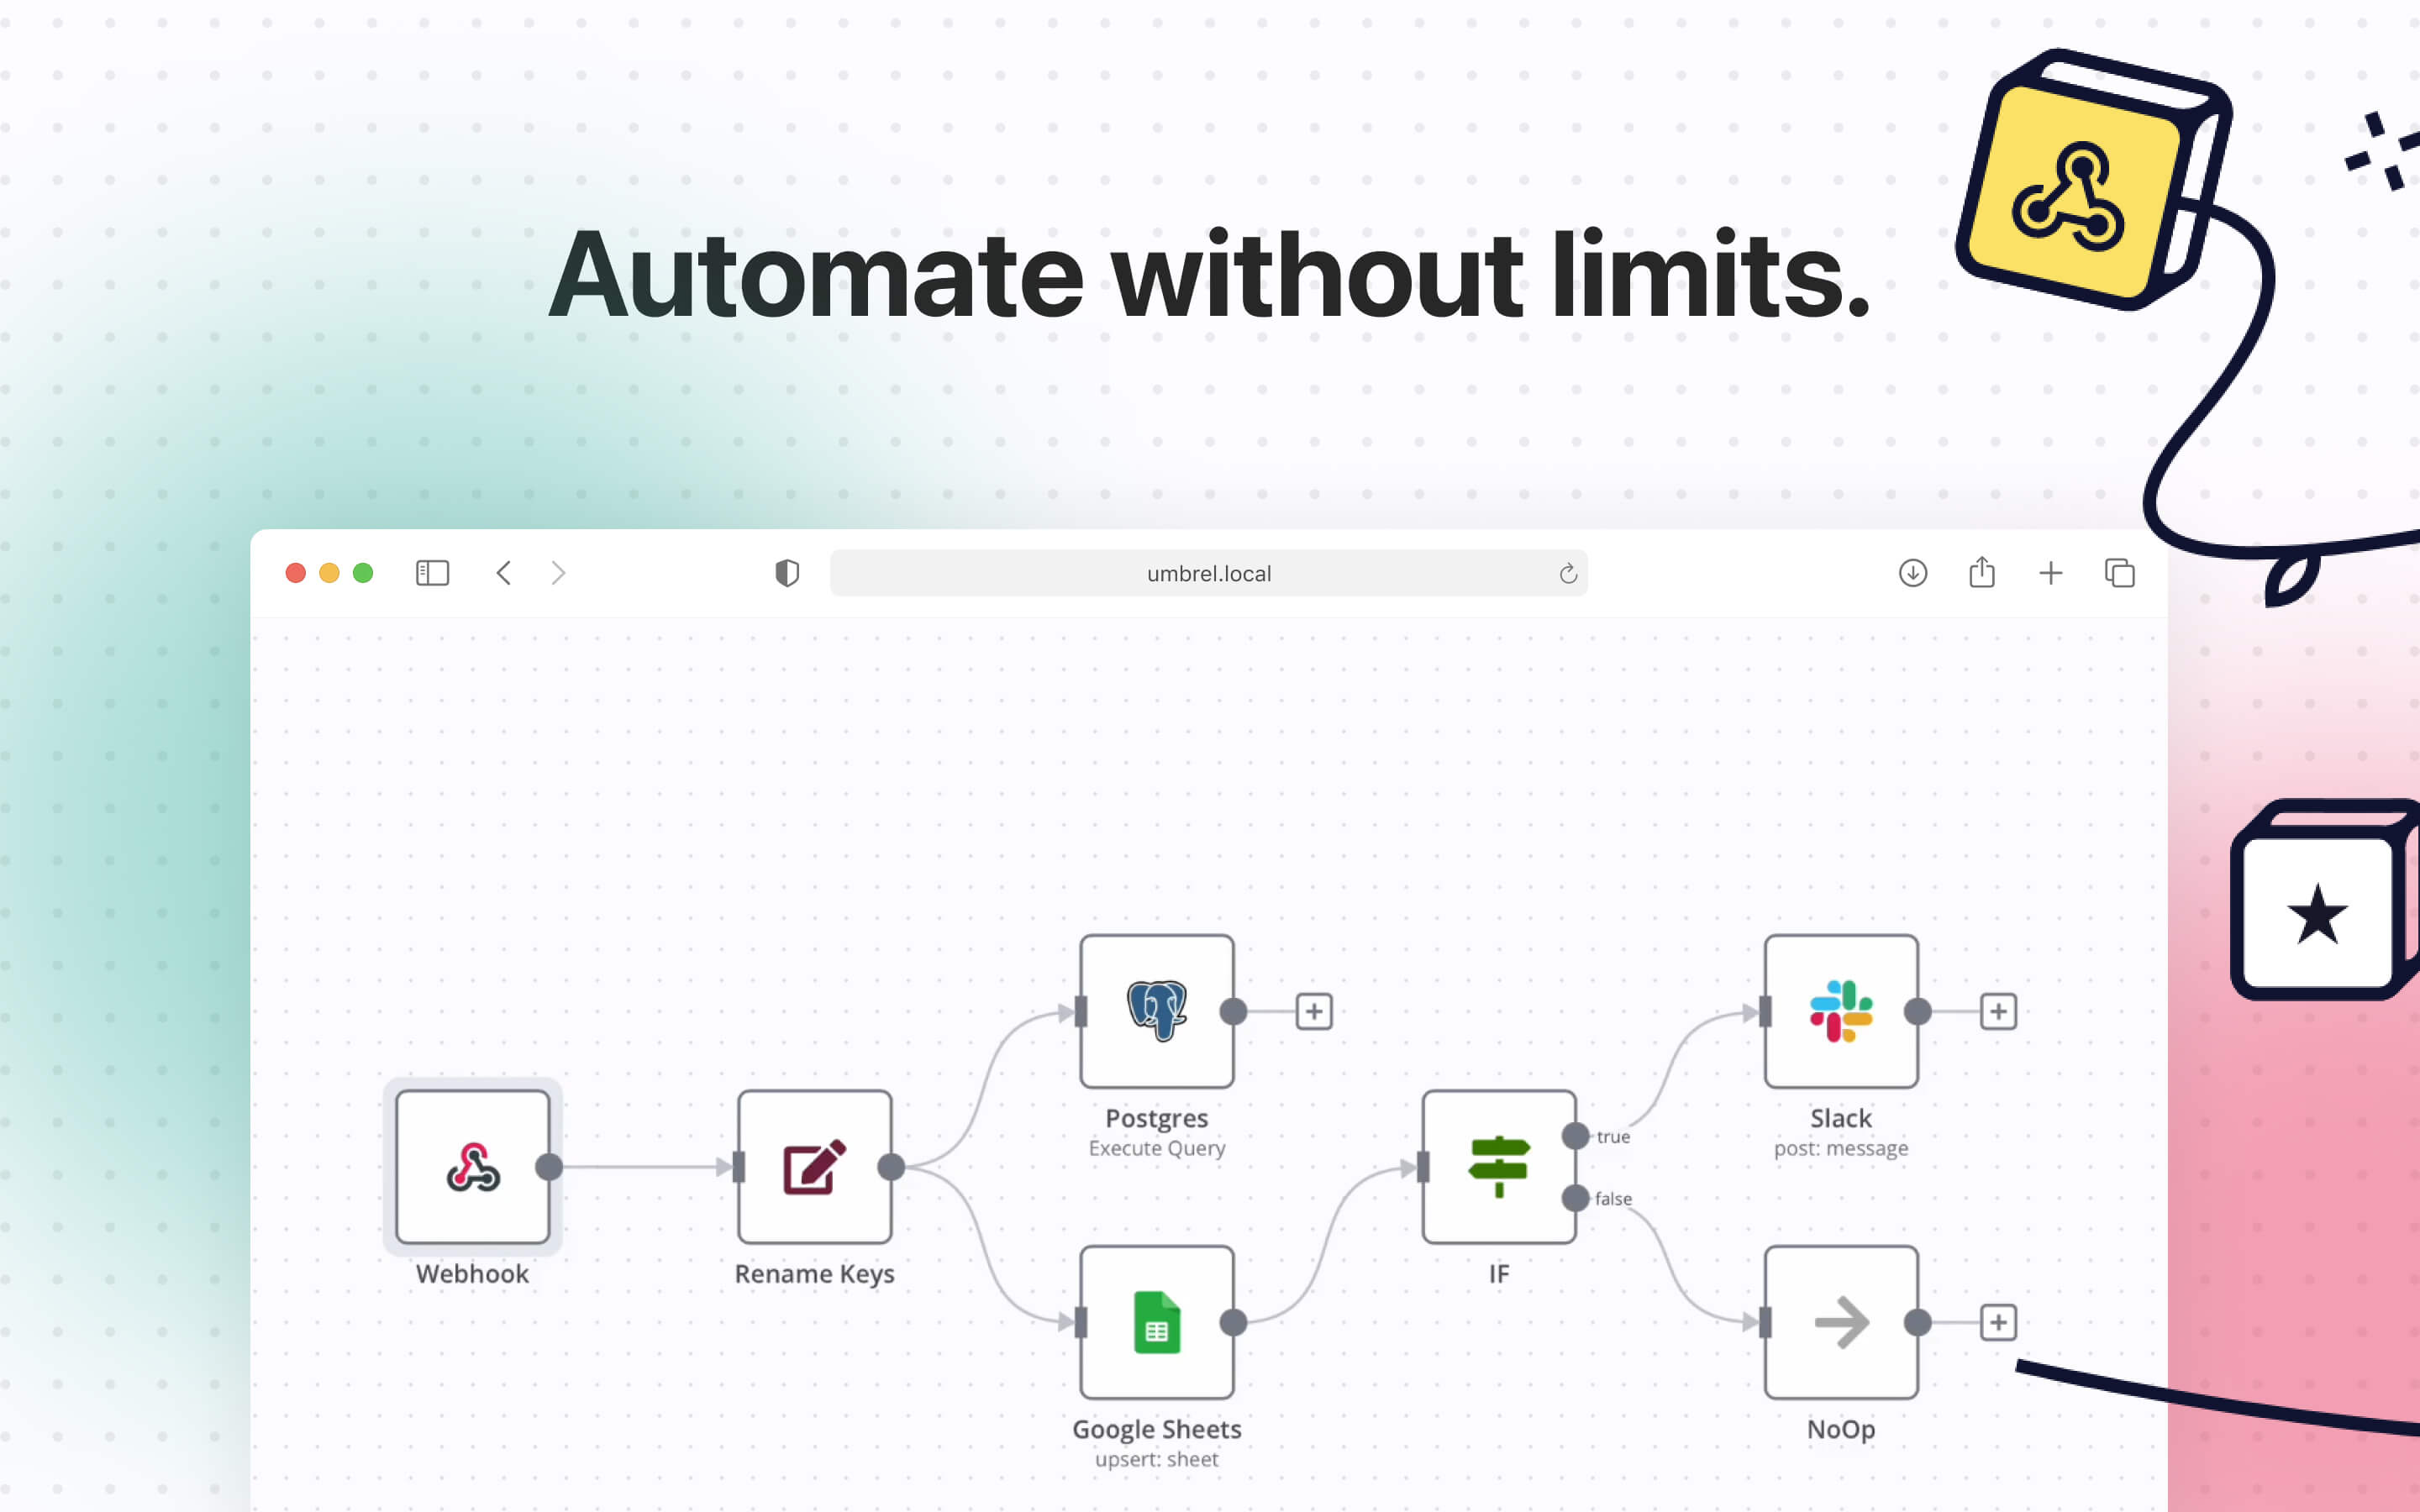 Automate without limits.
umbrel.local
Postgres
Execute Query
Slack
post: message
true
false
Webhook
Rename Keys
IF
Google Sheets
upsert: sheet
NoOp